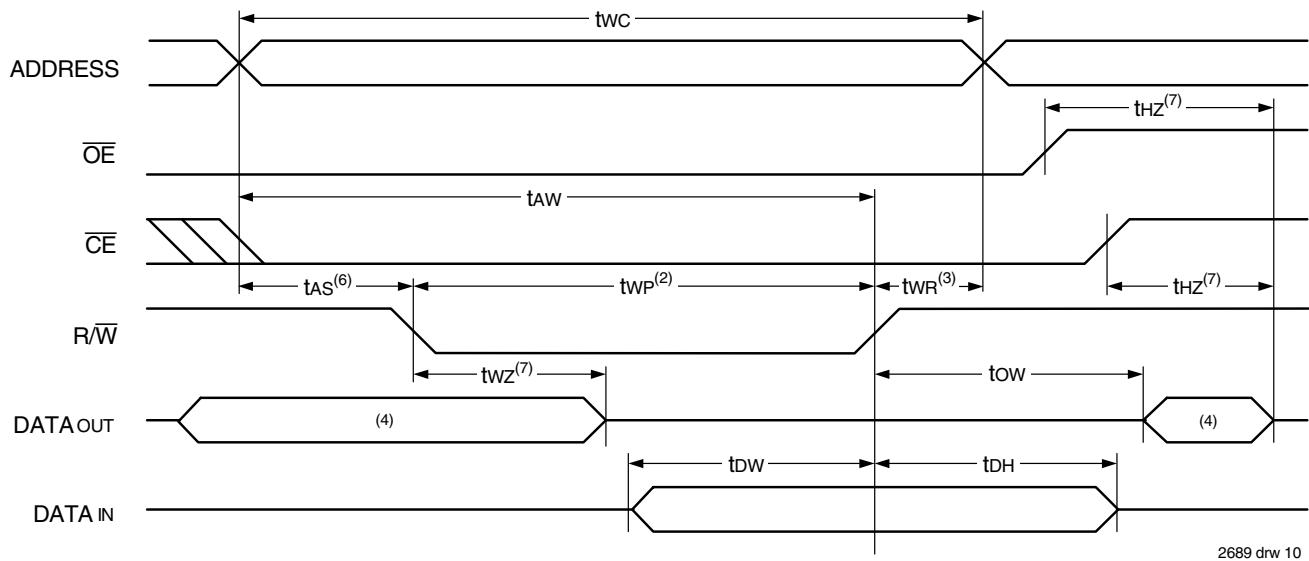 tWC
ADDRESS
tHZ(7)
OE
tAW
CE
tAS(6)
tWP(2)
tWR(3)
tHZ(7)
R/W
tWZ(7)
tOW
DATA OUT
(4)
(4)
tDW
tDH
DATA IN
2689 drw 10